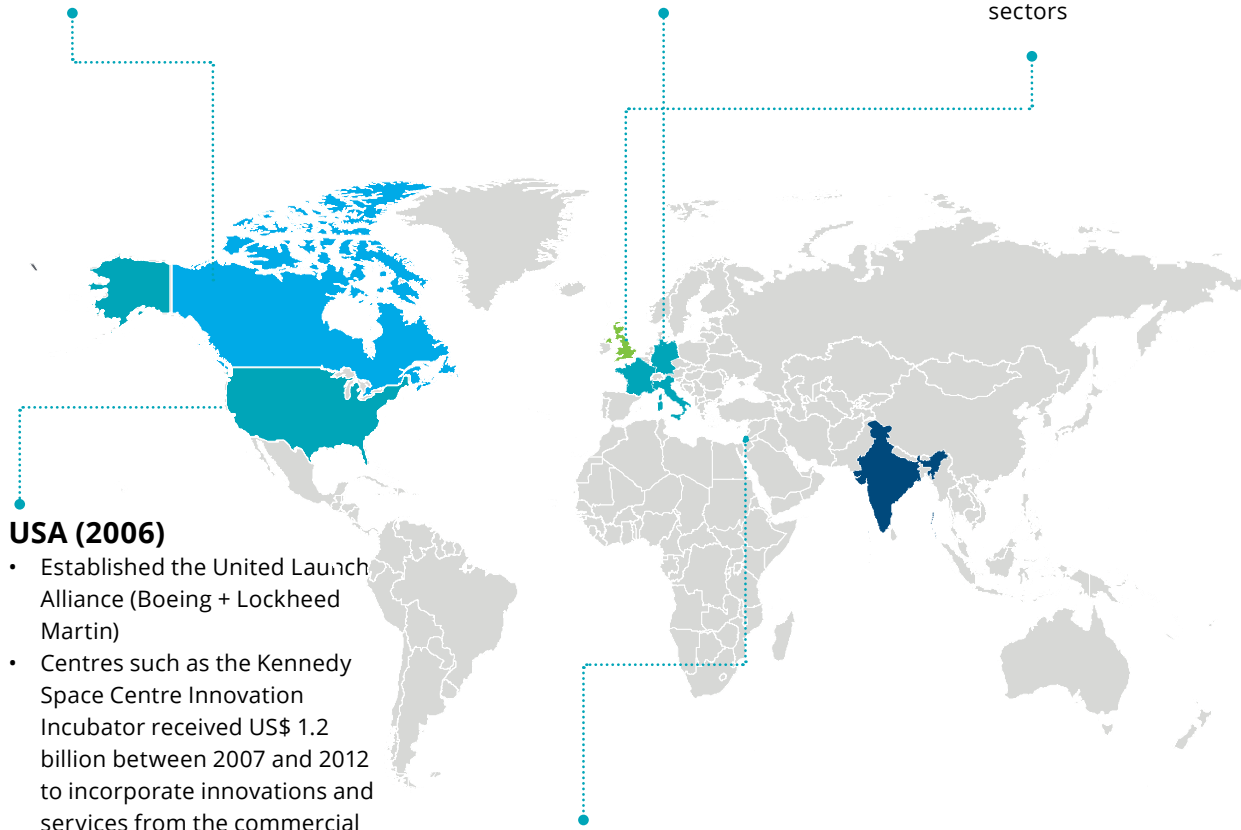 sectors
USA (2006)
• Established the United Launch
Alliance (Boeing + Lockheed
Martin)
• Centres such as the Kennedy
Space Centre Innovation
Incubator received US$ 1.2
billion between 2007 and 2012
to incorporate innovations and
services from the commercial